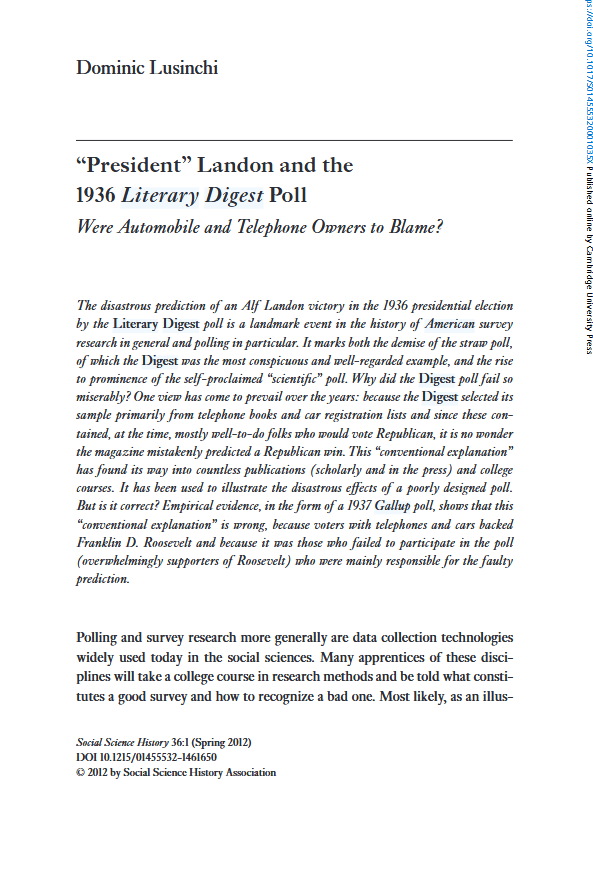 Dominic Lusinchi
“President” Landon and the
1936 Literary Digest Poll
Were Automobile and Telephone Owners to Blame?
The disastrous prediction of an Alf Landon victory in the 1936 presidential election
by the Literary Digest poll is a landmark event in the history of American survey
research in general and polling in particular. It marks both the demise of the straw poll,
of which the Digest was the most conspicuous and well-regarded example, and the rise
to prominence of the self-proclaimed “scientific” poll. Why did the Digest poll fail so
miserably? One view has come to prevail over the years: because the Digest selected its
sample primarily from telephone books and car registration lists and since these con-
tained, at the time, mostly well-to-do folks who would vote Republican, it is no wonder
the magazine mistakenly predicted a Republican win. This “conventional explanation”
has found its way into countless publications (scholarly and in the press) and college
courses. It has been used to illustrate the disastrous effects of a poorly designed poll.
But is it correct? Empirical evidence, in the form of a 1937 Gallup poll, shows that this
“conventional explanation” is wrong, because voters with telephones and cars backed
Franklin D. Roosevelt and because it was those who failed to participate in the poll
(overwhelmingly supporters of Roosevelt) who were mainly responsible for the faulty
prediction.
Polling and survey research more generally are data collection technologies
widely used today in the social sciences. Many apprentices of these disci-
plines will take a college course in research methods and be told what consti-
tutes a good survey and how to recognize a bad one. Most likely, as an illus-
Social Science History 36:1 (Spring 2012)
DOI 10.1215/01455532-1461650
© 2012 by Social Science History Association
ps://doi.org/10.1017/S014555320001035X Published online by Cambridge University Press